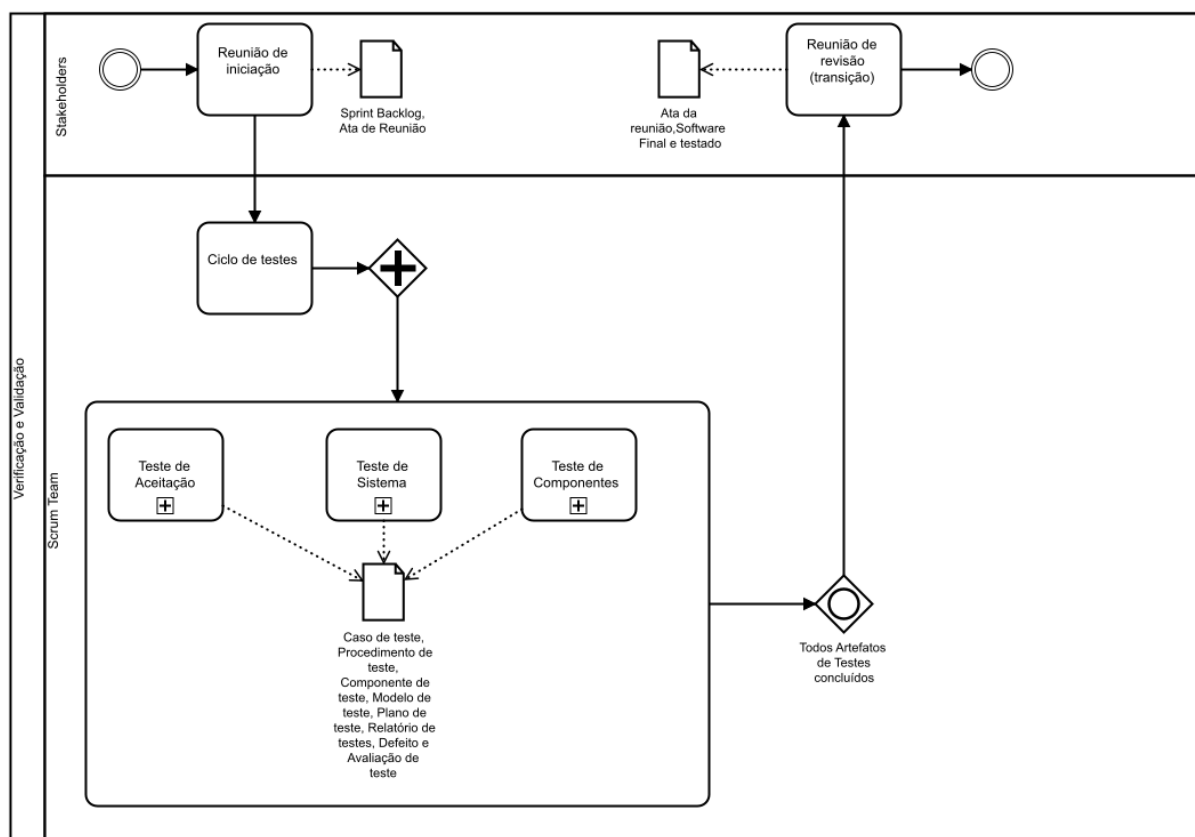 Verificação e Validação
Stakeholders
Reunião de
iniciação
Sprint Backlog,
Ata de Reunião
Ata da
reunião,Software
Final e testado
Reunião de
revisão
(transição)
Scrum Team
Ciclo de testes
Teste de
Aceitação
Teste de
Sistema
Teste de
Componentes
Caso de teste,
Procedimento de
teste,
Componente de
teste, Modelo de
teste, Plano de
teste, Relatório de
testes, Defeito e
Avaliação de
teste
Todos Artefatos
de Testes
concluídos